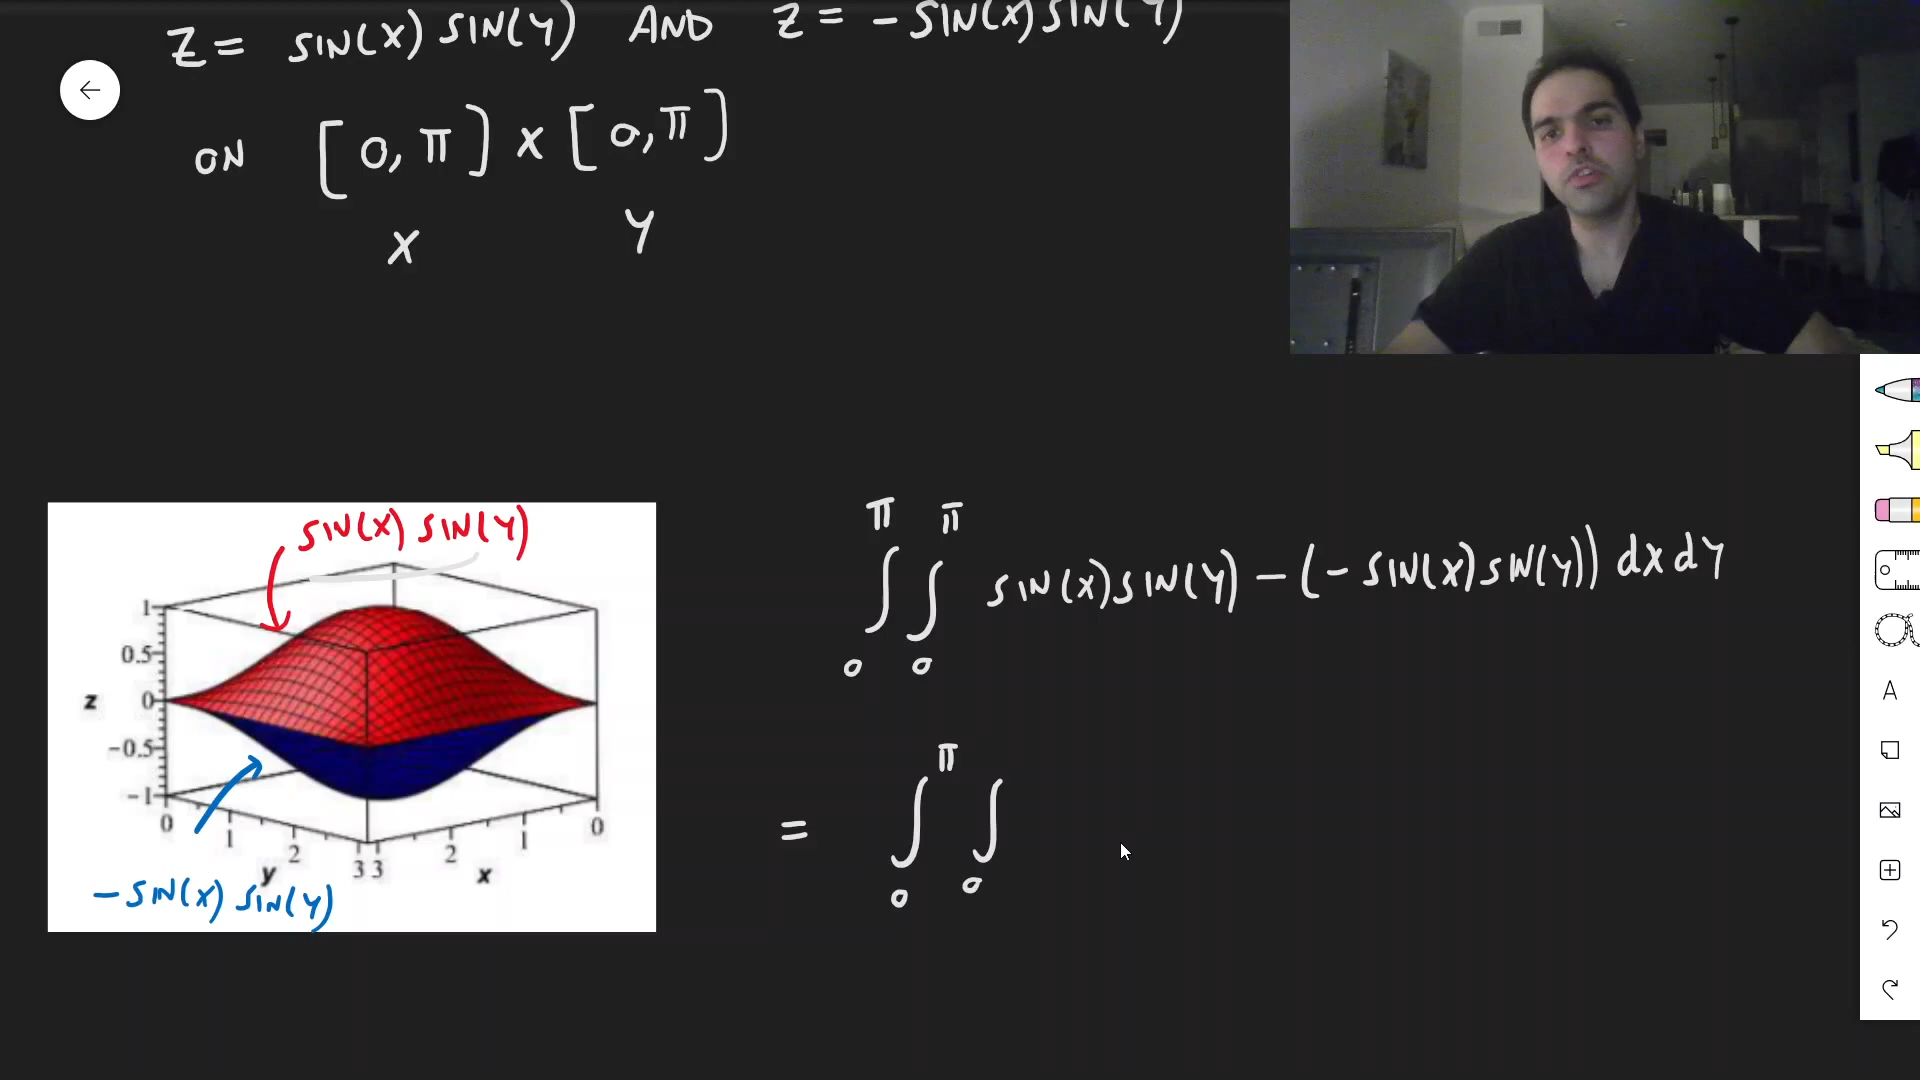 Z = SIN(X) SIN(Y) AND Z = - SIN(X) SIN(Y)
ON [0, π] x [0, π]
X Y
SIN(X) SIN(Y)
1
0.5
z 0
-0.5
-1
0 1 2 3 3 2 1 0
y x
- SIN(X) SIN(Y)
π π
∫ ∫ SIN(X) SIN(Y) - (- SIN(X) SIN(Y)) dx dy
0 0
π
= ∫ ∫
0 0
A